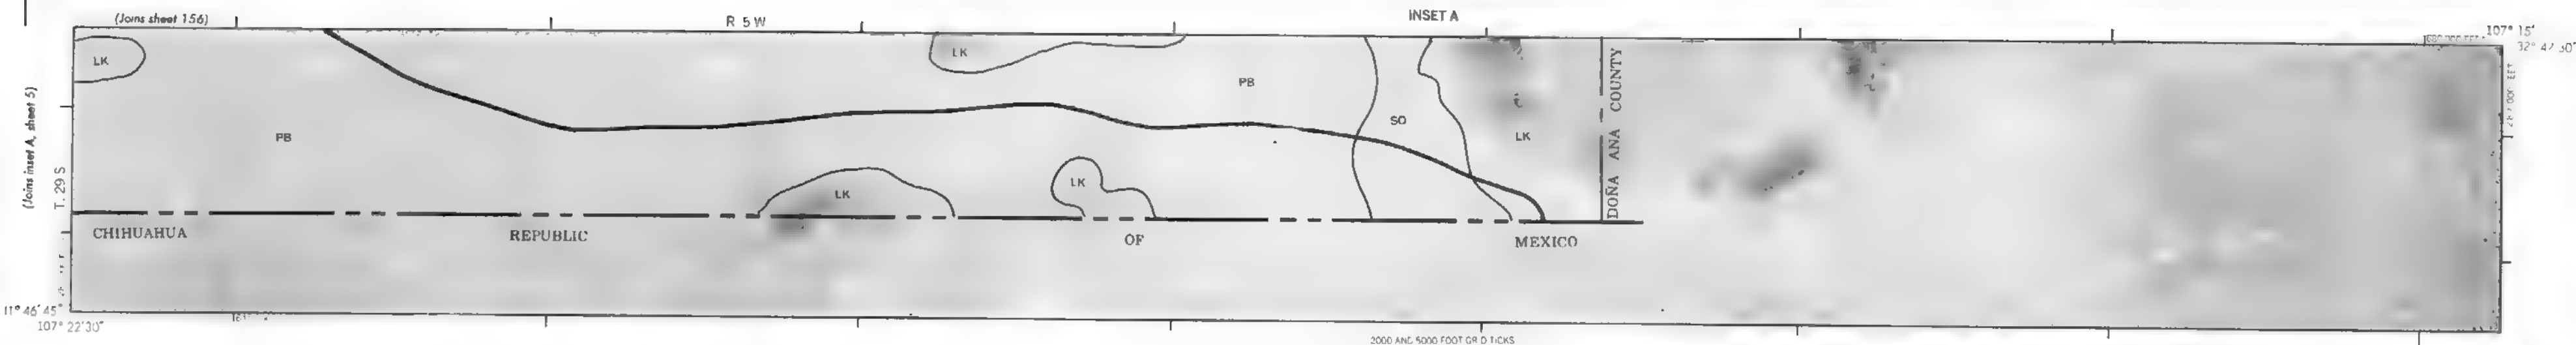 (Joins sheet 156)
R 5 W
INSET A
107° 15'
LK
LK
PB
DOÑA ANA COUNTY
SO
LK
PB
(Joins inset A, sheet 5)
T. 29 S
LK
LK
CHIHUAHUA REPUBLIC OF MEXICO
107° 22'30"
2000 AND 5000 FOOT GRID TICKS